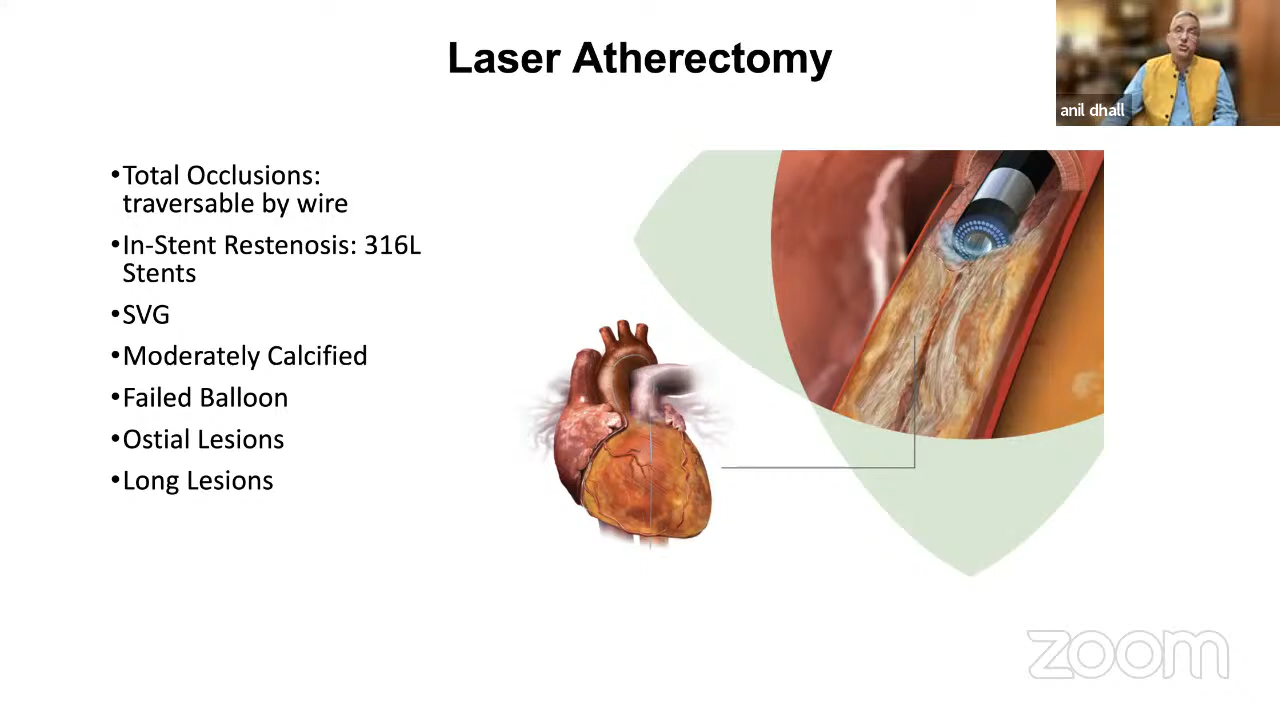 Laser Atherectomy
anil dhall
•Total Occlusions:
traversable by wire
•In-Stent Restenosis: 316L
Stents
•SVG
•Moderately Calcified
•Failed Balloon
•Ostial Lesions
•Long Lesions
zoom